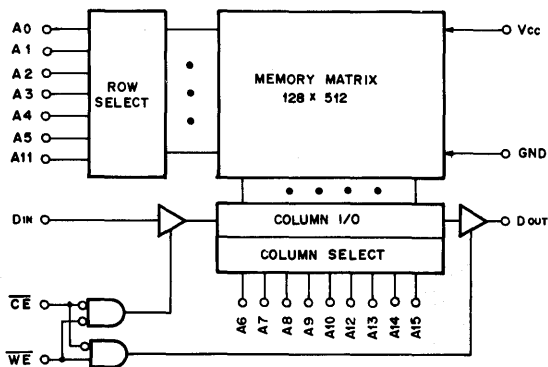 A0
A1
A2
A3
A4
A5
A11
ROW
SELECT
MEMORY MATRIX
128 x 512
Vcc
GND
DIN
COLUMN I/O
COLUMN SELECT
DOUT
CE
WE
A6
A7
A8
A9
A10
A12
A13
A14
A15